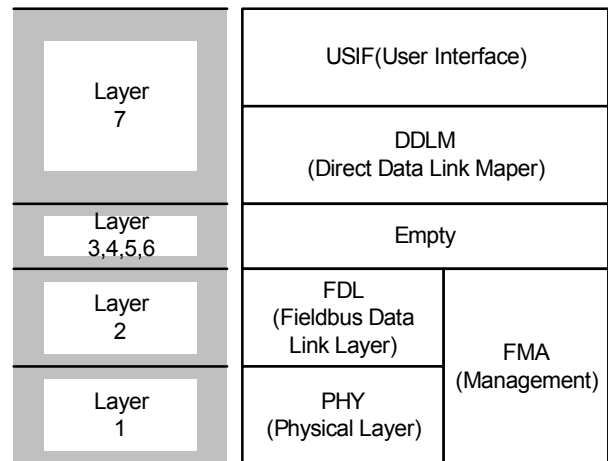 Layer
7
USIF(User Interface)
DDLM
(Direct Data Link Maper)
Layer
3,4,5,6
Empty
Layer
2
FDL
(Fieldbus Data
Link Layer)
FMA
(Management)
Layer
1
PHY
(Physical Layer)